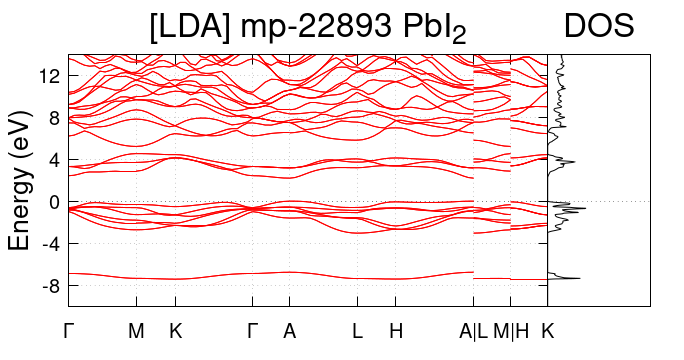 [LDA] mp-22893 PbI2 DOS
Energy (eV)
12
8
4
0
-4
-8
Γ M K Γ A L H A|L M|H K